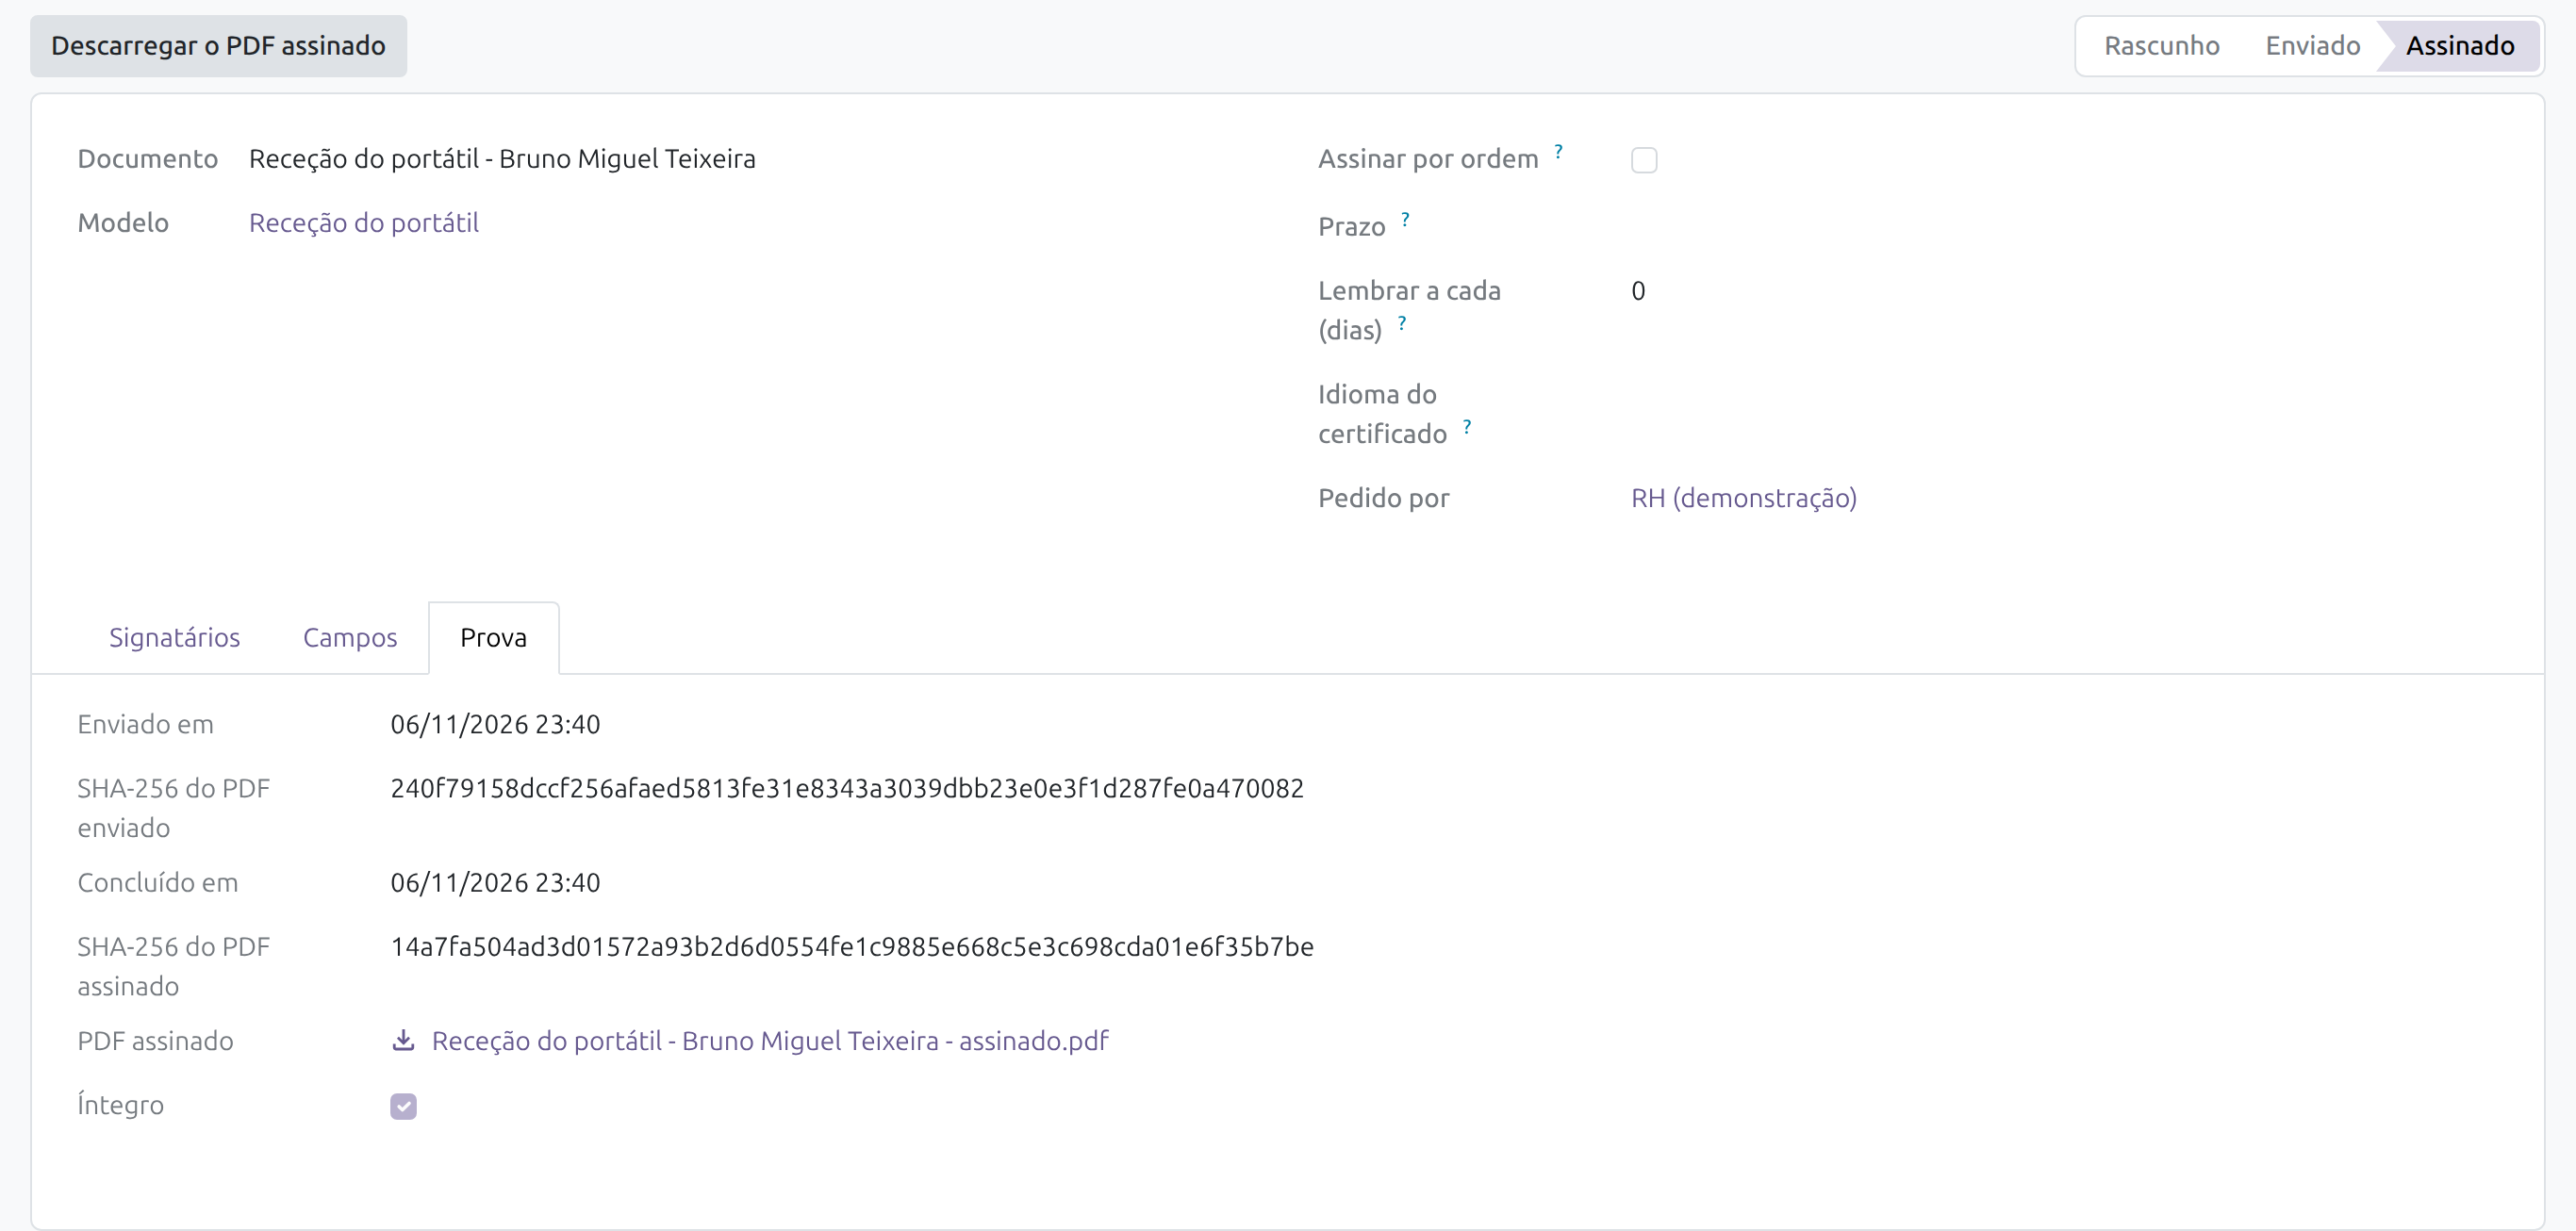 Descarregar o PDF assinado
Rascunho Enviado Assinado
Documento Receção do portátil - Bruno Miguel Teixeira
Modelo Receção do portátil
Assinar por ordem ?
Prazo ?
Lembrar a cada 0
(dias) ?
Idioma do
certificado ?
Pedido por RH (demonstração)
Signatários Campos Prova
Enviado em 06/11/2026 23:40
SHA-256 do PDF 240f79158dccf256afaed5813fe31e8343a3039dbb23e0e3f1d287fe0a470082
enviado
Concluído em 06/11/2026 23:40
SHA-256 do PDF 14a7fa504ad3d01572a93b2d6d0554fe1c9885e668c5e3c698cda01e6f35b7be
assinado
PDF assinado Receção do portátil - Bruno Miguel Teixeira - assinado.pdf
Íntegro